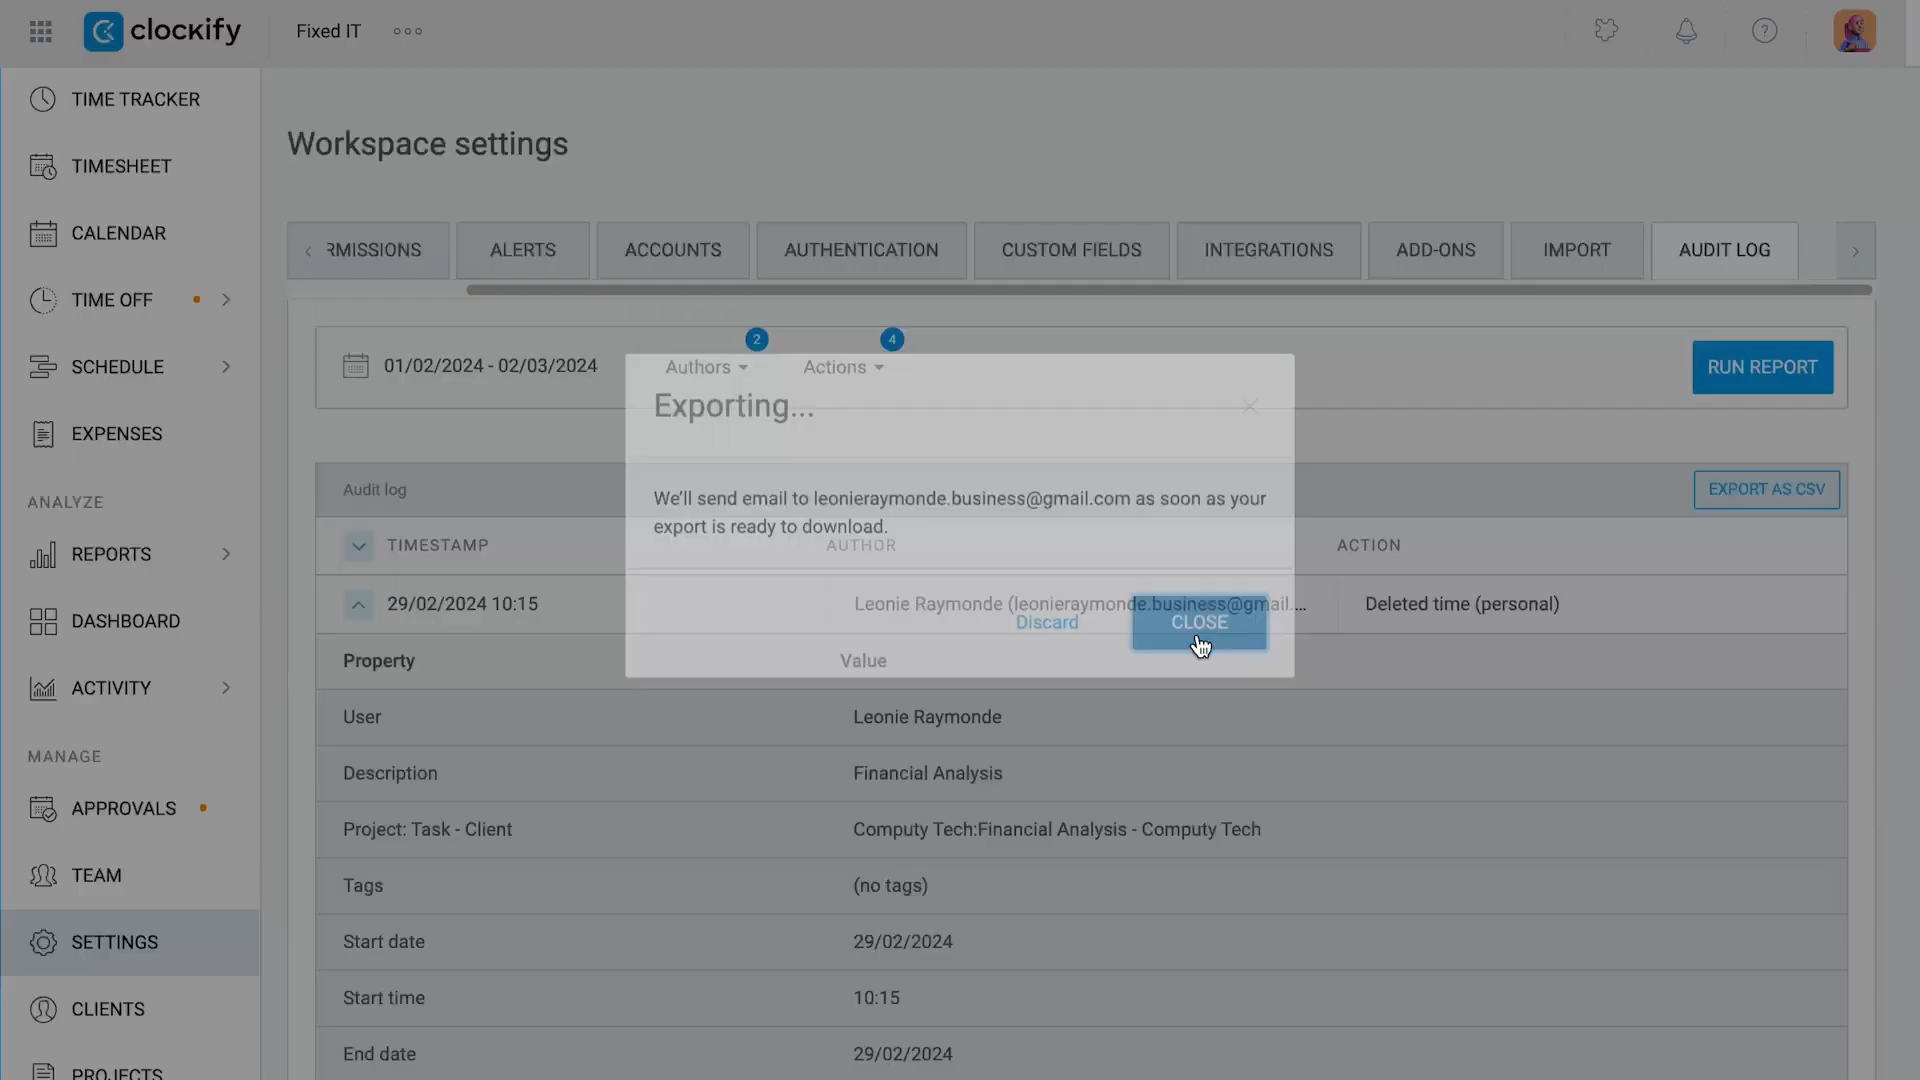 clockify
Fixed IT
TIME TRACKER
TIMESHEET
CALENDAR
TIME OFF
SCHEDULE
EXPENSES
ANALYZE
REPORTS
DASHBOARD
ACTIVITY
MANAGE
APPROVALS
TEAM
SETTINGS
CLIENTS
PROJECTS
Workspace settings
RMISSIONS ALERTS ACCOUNTS AUTHENTICATION CUSTOM FIELDS INTEGRATIONS ADD-ONS IMPORT AUDIT LOG
2 4
01/02/2024 - 02/03/2024 Authors Actions RUN REPORT
Exporting...
We'll send email to leonieraymonde.business@gmail.com as soon as your
export is ready to download.
Discard CLOSE
Audit log EXPORT AS CSV
TIMESTAMP AUTHOR ACTION
29/02/2024 10:15 Leonie Raymonde (leonieraymonde.business@gmail.... Deleted time (personal)
Property Value
User Leonie Raymonde
Description Financial Analysis
Project: Task - Client Computy Tech:Financial Analysis - Computy Tech
Tags (no tags)
Start date 29/02/2024
Start time 10:15
End date 29/02/2024